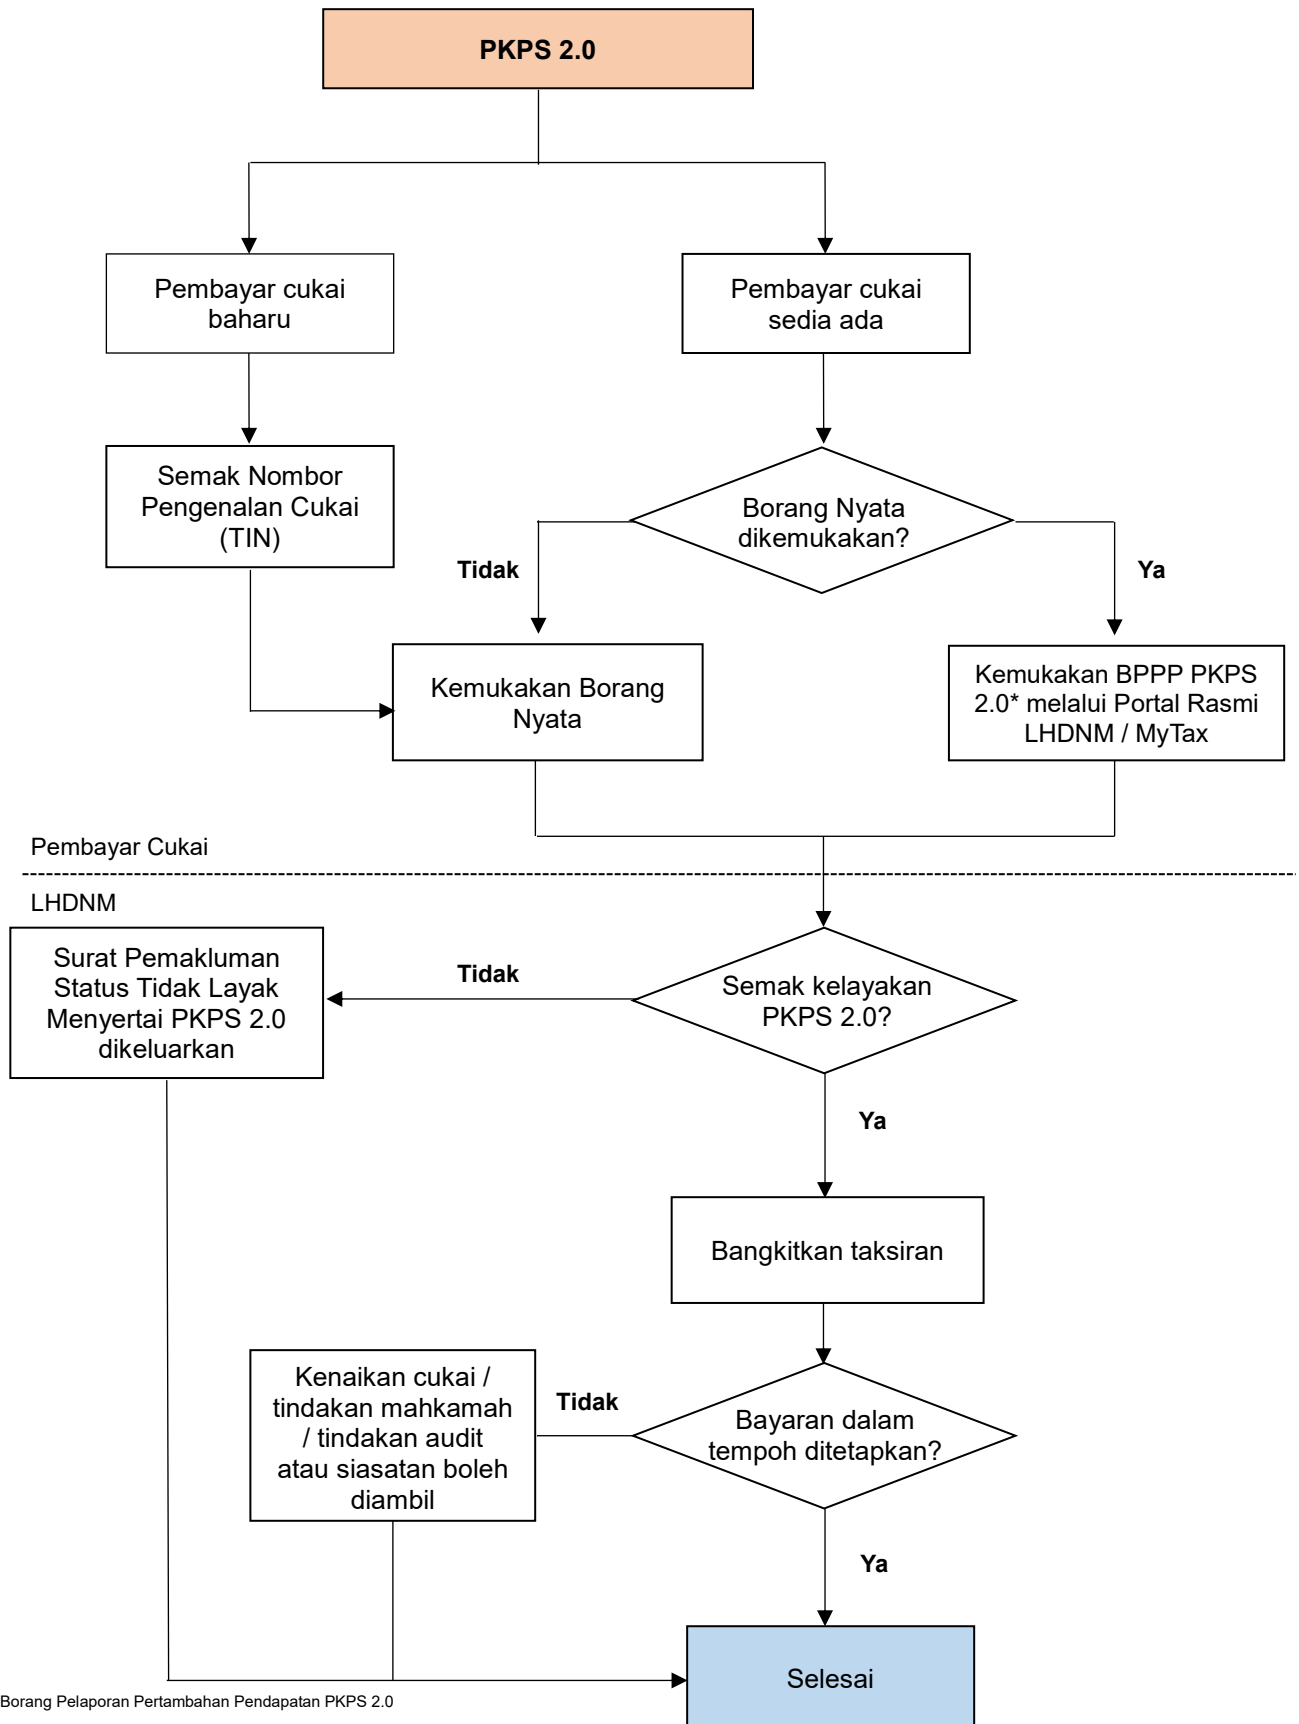 PKPS 2.0
Pembayar cukai
baharu
Pembayar cukai
sedia ada
Semak Nombor
Pengenalan Cukai
(TIN)
Borang Nyata
dikemukakan?
Tidak
Ya
Kemukakan Borang
Nyata
Kemukakan BPPP PKPS
2.0* melalui Portal Rasmi
LHDNM / MyTax
Pembayar Cukai
LHDNM
Surat Pemakluman
Status Tidak Layak
Menyertai PKPS 2.0
dikeluarkan
Tidak
Semak kelayakan
PKPS 2.0?
Ya
Bangkitkan taksiran
Kenaikan cukai /
tindakan mahkamah
/ tindakan audit
atau siasatan boleh
diambil
Tidak
Bayaran dalam
tempoh ditetapkan?
Ya
Selesai
Borang Pelaporan Pertambahan Pendapatan PKPS 2.0